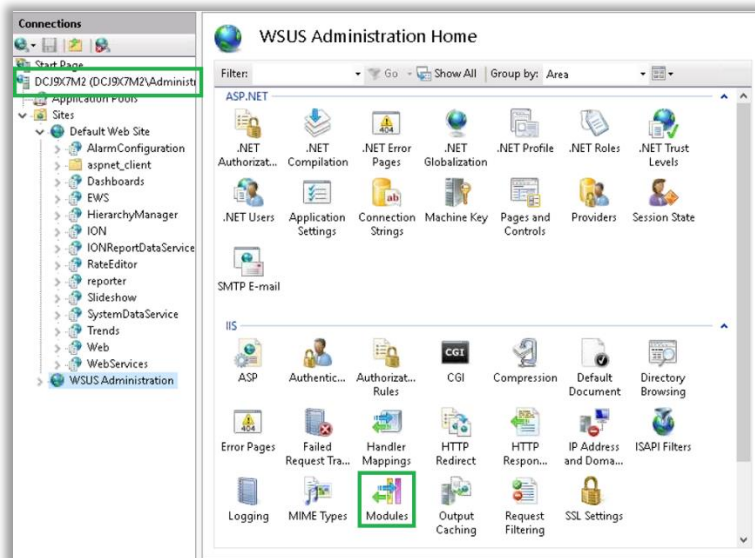 Connections
Start Page
DCJ9X7M2 (DCJ9X7M2\Administr
Application Pools
Sites
Default Web Site
AlarmConfiguration
aspnet_client
Dashboards
EWS
HierarchyManager
ION
IONReportDataService
RateEditor
reporter
Slideshow
SystemDataService
Trends
Web
WebServices
WSUS Administration
WSUS Administration Home
Filter: Go Show All Group by: Area
ASP.NET
.NET Authorizat...
.NET Compilation
.NET Error Pages
.NET Globalization
.NET Profile
.NET Roles
.NET Trust Levels
.NET Users
Application Settings
Connection Strings
Machine Key
Pages and Controls
Providers
Session State
SMTP E-mail
IIS
ASP
Authentic...
Authorizat... Rules
CGI
Compression
Default Document
Directory Browsing
Error Pages
Failed Request Tra...
Handler Mappings
HTTP Redirect
HTTP Respon...
IP Address and Doma...
ISAPI Filters
Logging
MIME Types
Modules
Output Caching
Request Filtering
SSL Settings